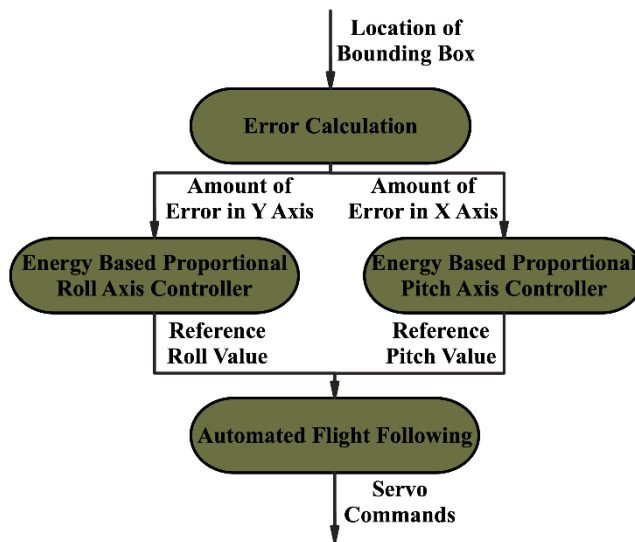 Location of
Bounding Box
Error Calculation
Amount of
Error in Y Axis
Amount of
Error in X Axis
Energy Based Proportional
Roll Axis Controller
Energy Based Proportional
Pitch Axis Controller
Reference
Roll Value
Reference
Pitch Value
Automated Flight Following
Servo
Commands